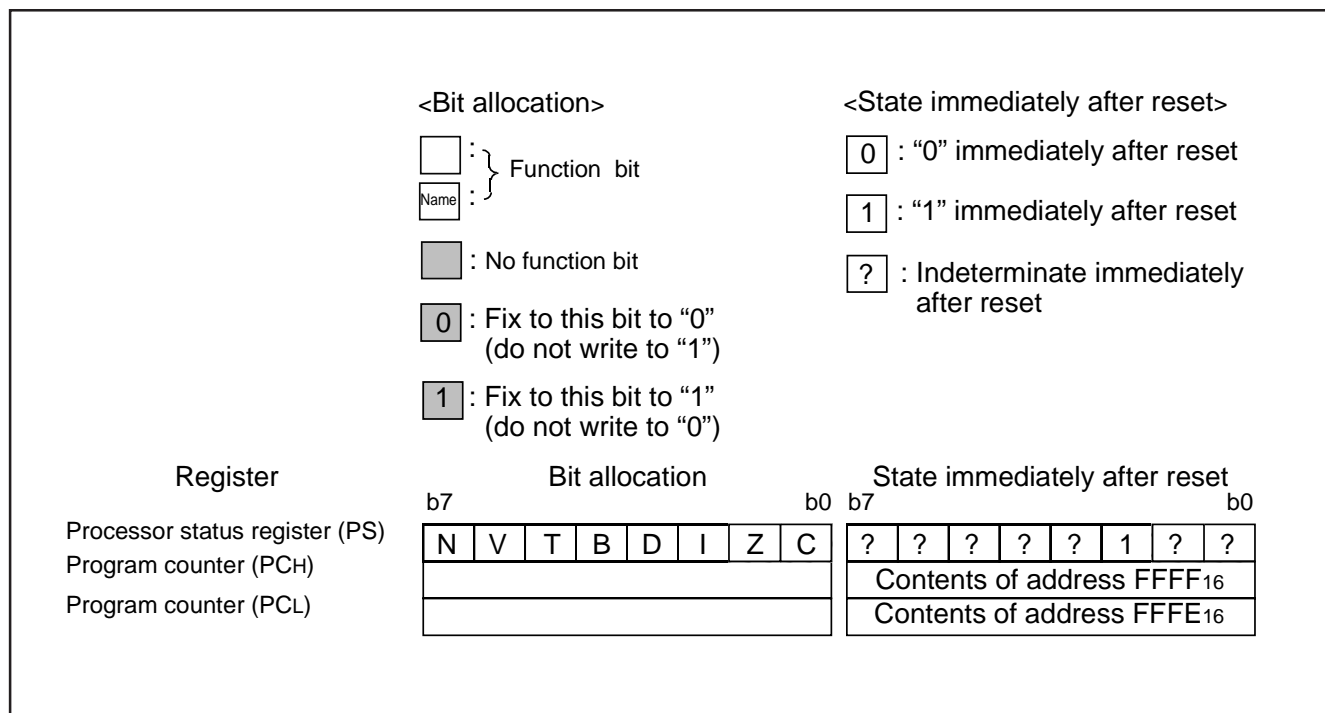 <Bit allocation>
:
Function bit
Name :
: No function bit
0 : Fix to this bit to “0”
(do not write to “1”)
1 : Fix to this bit to “1”
(do not write to “0”)
<State immediately after reset>
0 : “0” immediately after reset
1 : “1” immediately after reset
? : Indeterminate immediately
after reset
Register Bit allocation State immediately after reset
b7 b0 b7 b0
Processor status register (PS) N V T B D I Z C ? ? ? ? ? 1 ? ?
Program counter (PCH) Contents of address FFFF16
Program counter (PCL) Contents of address FFFE16